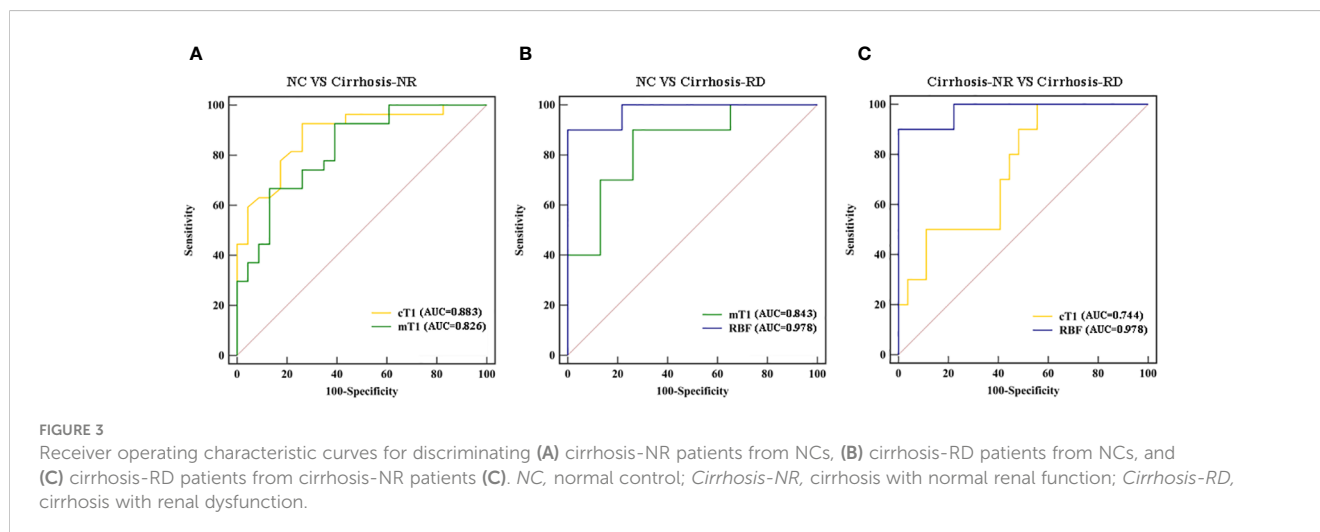 A
NC VS Cirrhosis-NR
100
80
60
40
20
0
Sensitivity
cT1 (AUC=0.883)
mT1 (AUC=0.826)
0 20 40 60 80 100
100-Specificity
B
NC VS Cirrhosis-RD
100
80
60
40
20
0
Sensitivity
mT1 (AUC=0.843)
RBF (AUC=0.978)
0 20 40 60 80 100
100-Specificity
C
Cirrhosis-NR VS Cirrhosis-RD
100
80
60
40
20
0
Sensitivity
cT1 (AUC=0.744)
RBF (AUC=0.978)
0 20 40 60 80 100
100-Specificity
FIGURE 3
Receiver operating characteristic curves for discriminating (A) cirrhosis-NR patients from NCs, (B) cirrhosis-RD patients from NCs, and
(C) cirrhosis-RD patients from cirrhosis-NR patients (C). NC, normal control; Cirrhosis-NR, cirrhosis with normal renal function; Cirrhosis-RD,
cirrhosis with renal dysfunction.